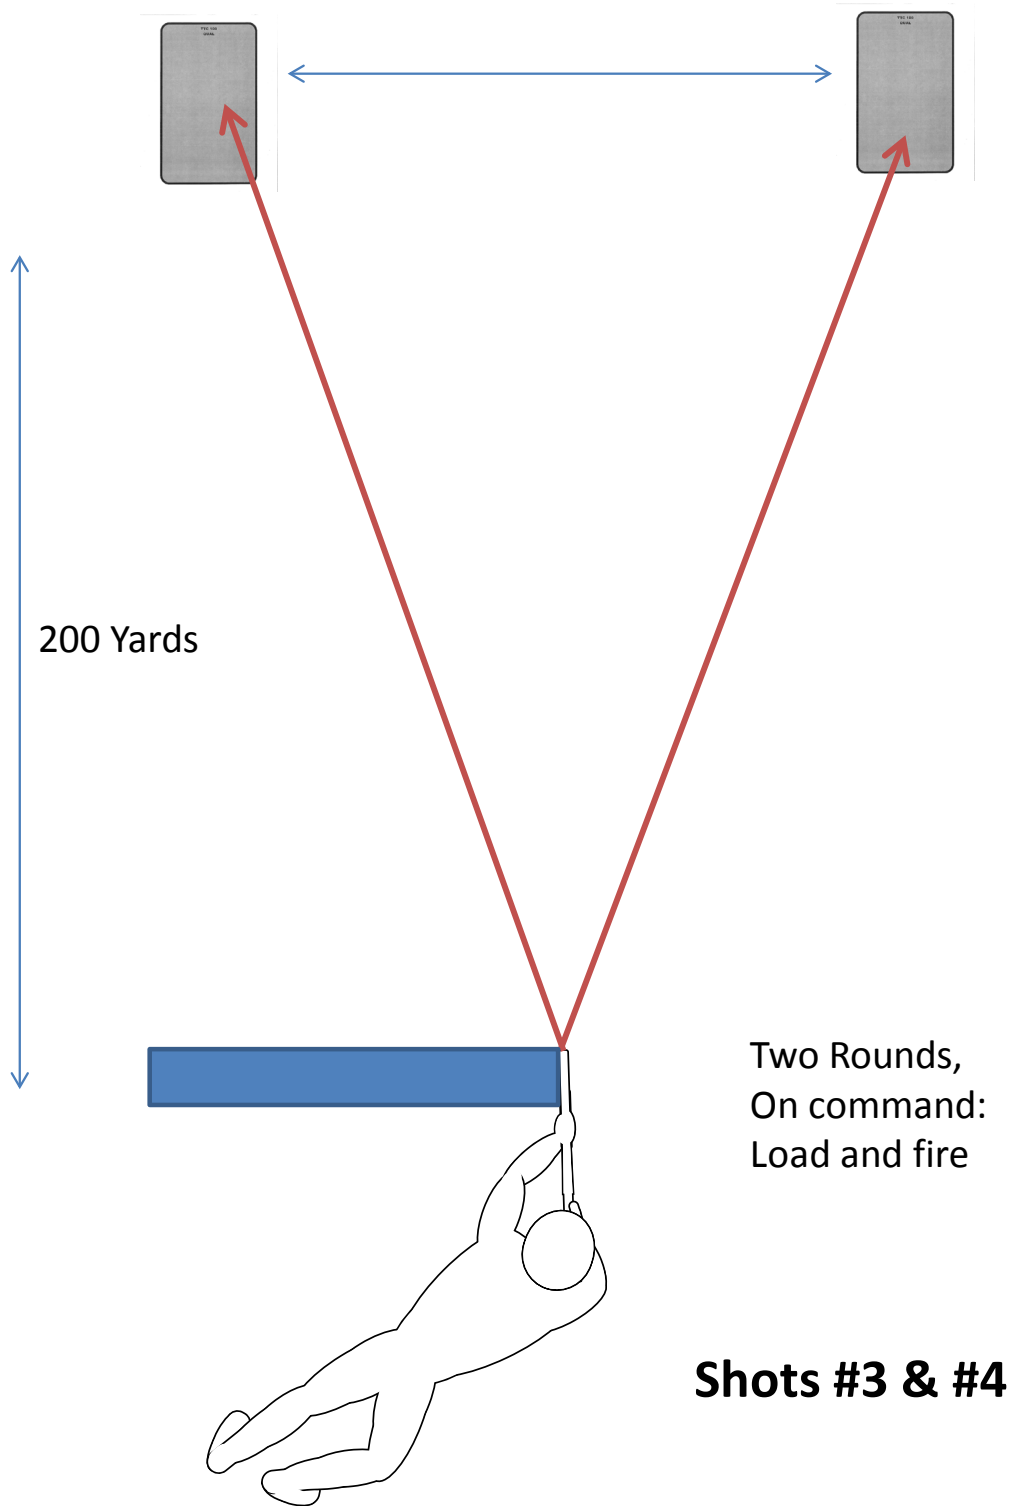 200 Yards
Two Rounds,
On command:
Load and fire
Shots #3 & #4